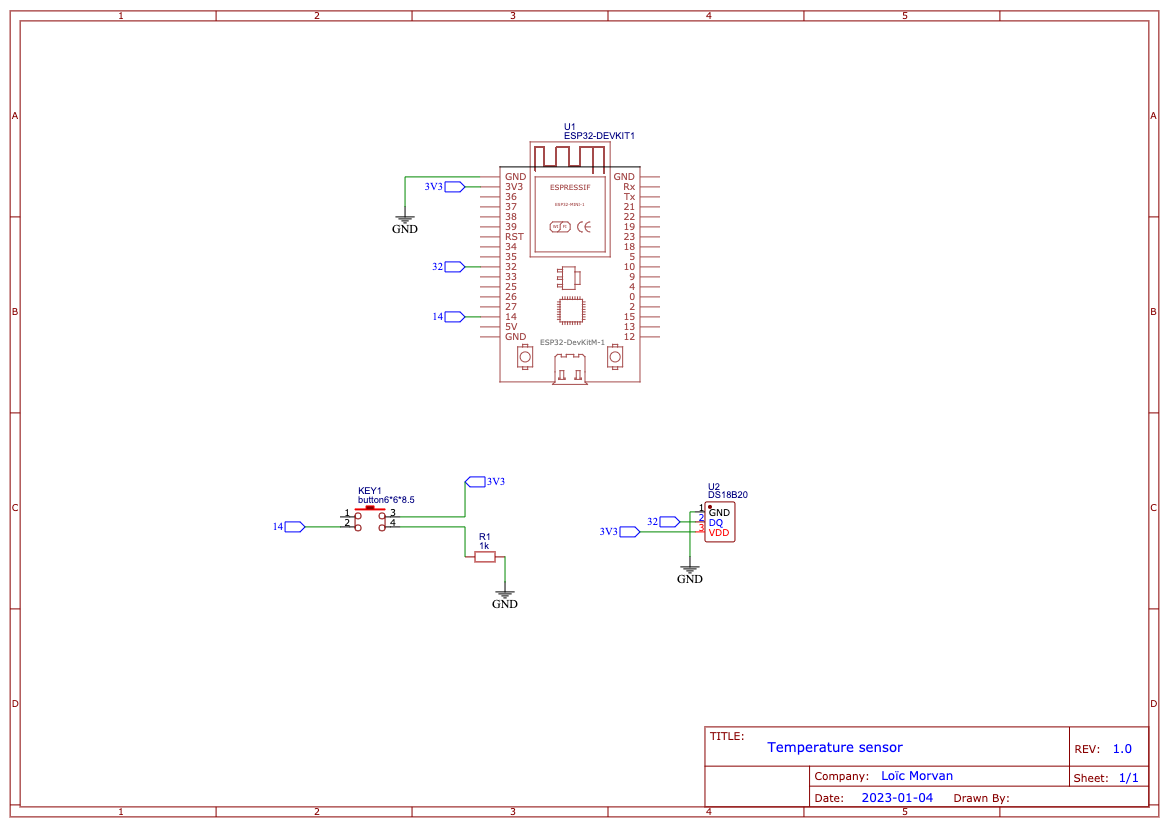 1 2 3 4 5
A A
B B
C C
D D
U1
ESP32-DEVKIT1
GND GND
3V3 3V3 Rx
36 Tx
37 21
38 22
39 19
RST 23
34 18
35 5
32 32 10
33 9
25 4
26 0
27 2
14 14 15
5V 13
GND 12
GND
ESPRESSIF
ESP32-MINI-1
ESP32-DevKitM-1
3V3
KEY1
button6*6*8.5
1 3
14 2 4
R1
1k
GND
U2
DS18B20
1 GND
32 2 DQ
3V3 3 VDD
GND
TITLE:
Temperature sensor
REV: 1.0
Company: Loïc Morvan
Sheet: 1/1
Date: 2023-01-04 Drawn By:
1 2 3 4 5